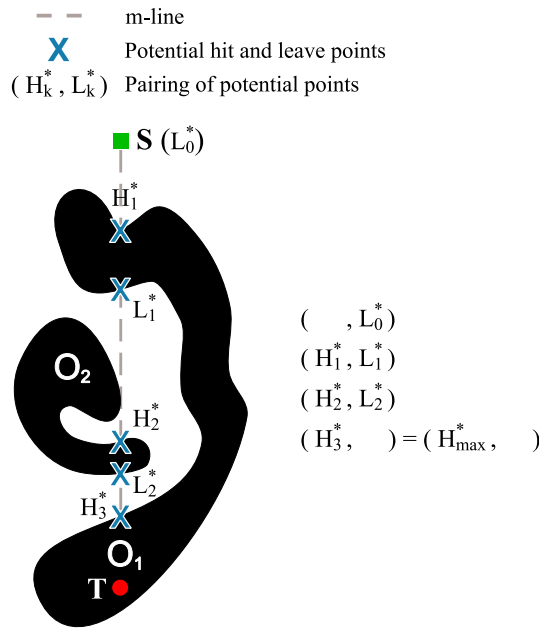 m-line
X Potential hit and leave points
( H*k , L*k ) Pairing of potential points
S (L*0)
H*1
L*1
O2
H*2
L*2
H*3
O1
T
(    , L*0)
( H*1, L*1)
( H*2, L*2)
( H*3,    ) = ( H*max ,    )